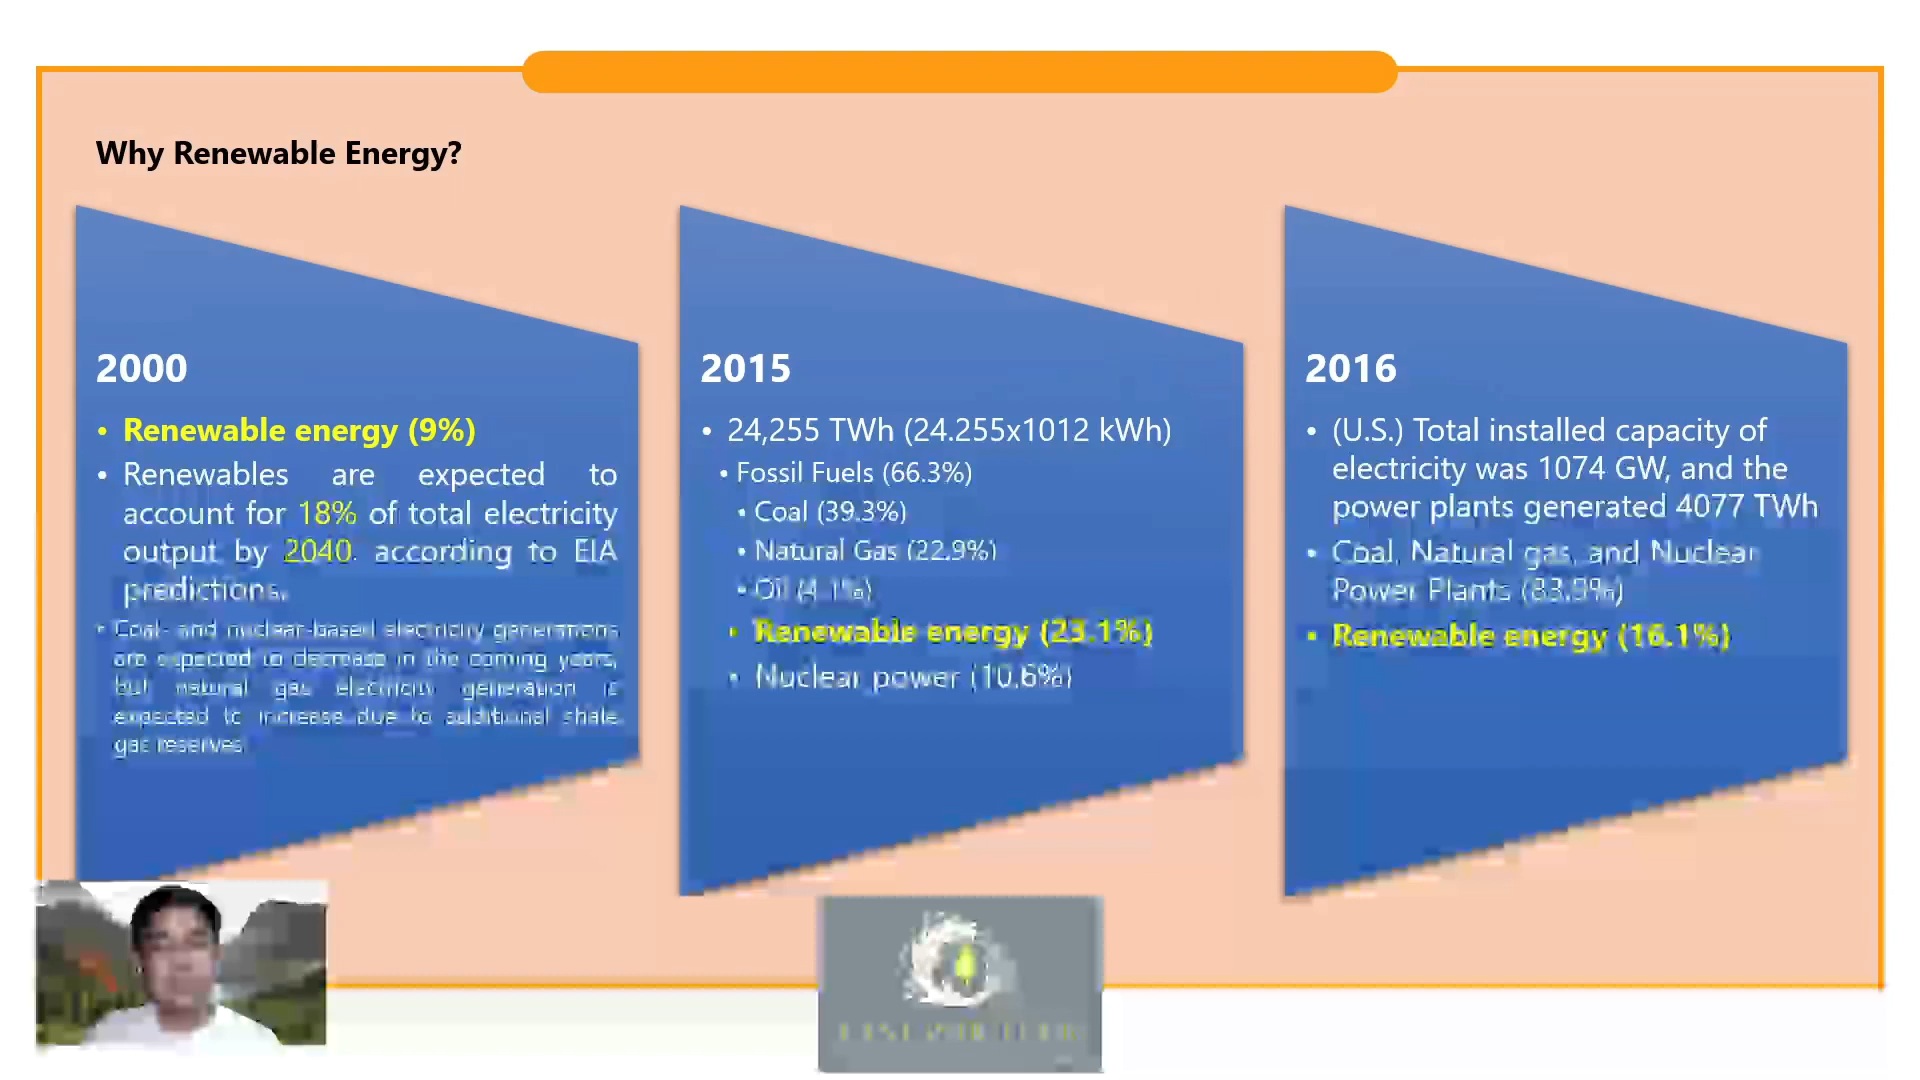 Why Renewable Energy?
2000
• Renewable energy (9%)
• Renewables are expected to
account for 18% of total electricity
output by 2040, according to EIA
predictions.
• Coal- and nuclear-based electricity generations
are expected to decrease in the coming years,
but natural gas electricity generation is
expected to increase due to additional shale
gas reserves.
2015
• 24,255 TWh (24.255x1012 kWh)
• Fossil Fuels (66.3%)
• Coal (39.3%)
• Natural Gas (22.9%)
• Oil (4.1%)
• Renewable energy (23.1%)
• Nuclear power (10.6%)
2016
• (U.S.) Total installed capacity of
electricity was 1074 GW, and the
power plants generated 4077 TWh
• Coal, Natural gas, and Nuclear
Power Plants (83.9%)
• Renewable energy (16.1%)